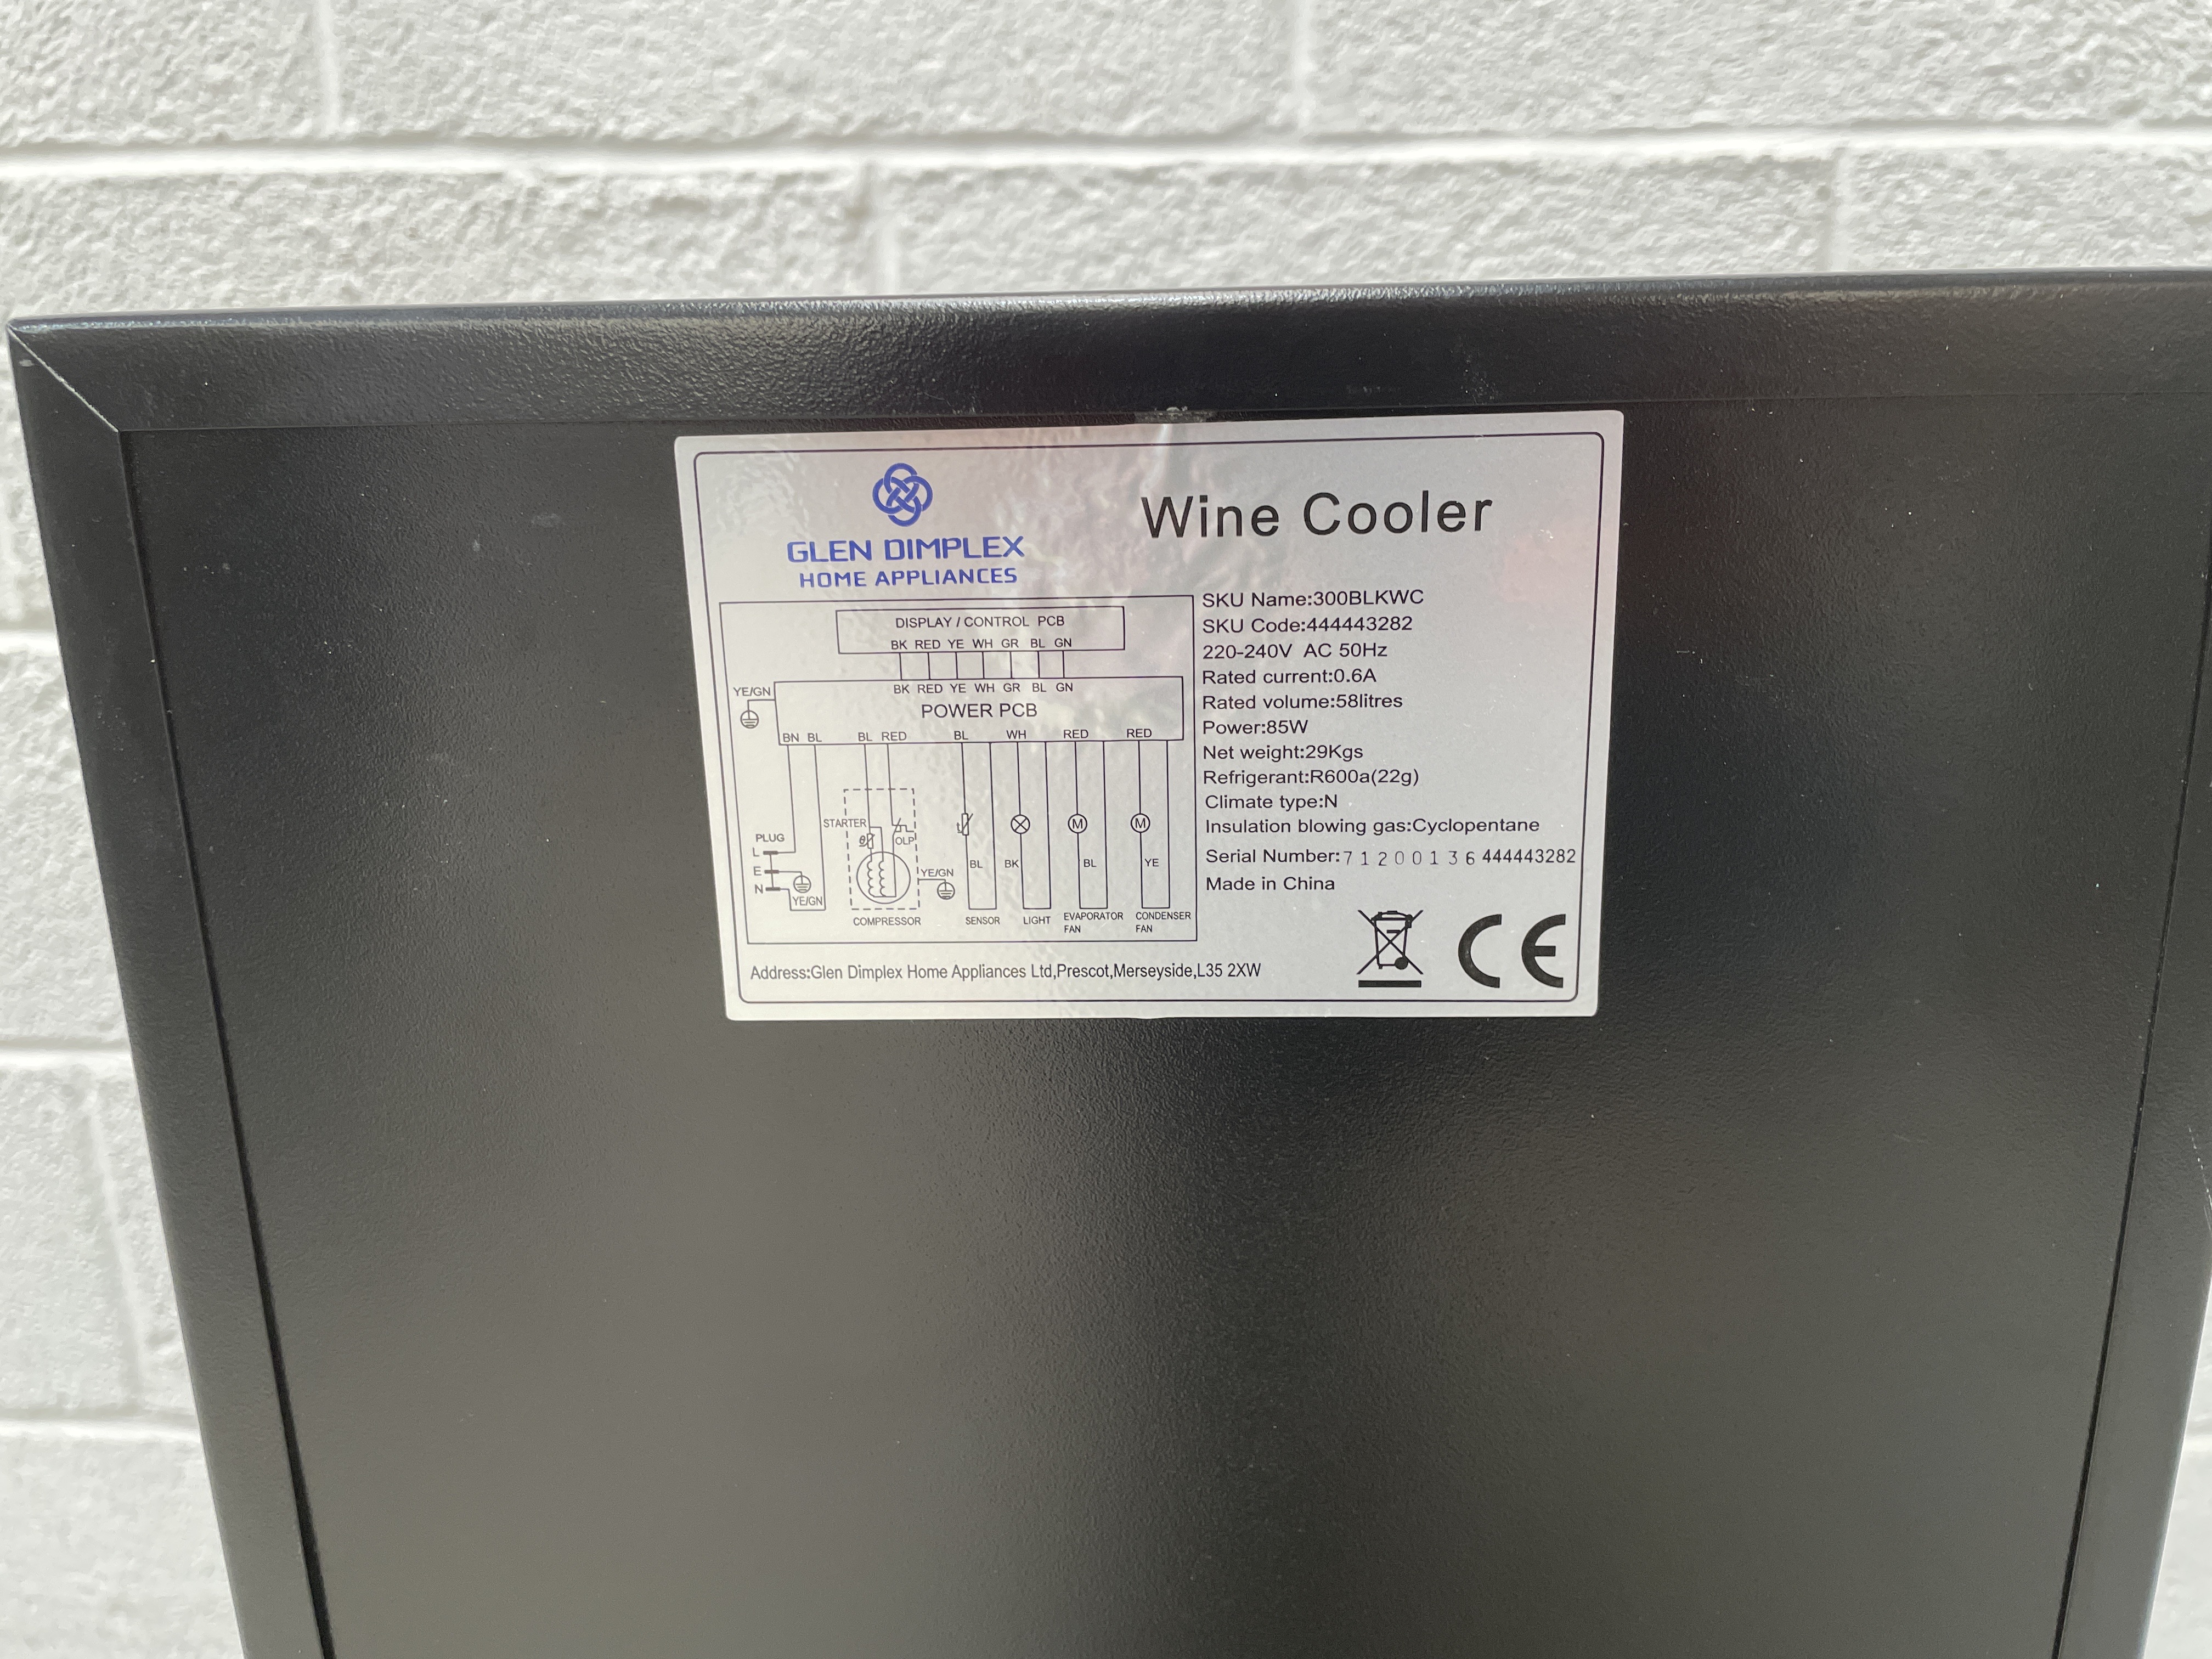 GLEN DIMPLEX
HOME APPLIANCES
Wine Cooler
DISPLAY / CONTROL PCB
BK RED YE WH GR BL GN
YE/GN
BK RED YE WH GR BL GN
POWER PCB
BN BL BL RED BL WH RED RED
STARTER
PLUG
OLP
L
E
N
YE/GN
YE/GN
BL
BK
BL
YE
COMPRESSOR
SENSOR
LIGHT
EVAPORATOR
FAN
CONDENSER
FAN
SKU Name:300BLKWC
SKU Code:444443282
220-240V AC 50Hz
Rated current:0.6A
Rated volume:58litres
Power:85W
Net weight:29Kgs
Refrigerant:R600a(22g)
Climate type:N
Insulation blowing gas:Cyclopentane
Serial Number:71200136 444443282
Made in China
Address:Glen Dimplex Home Appliances Ltd,Prescot,Merseyside,L35 2XW
CE